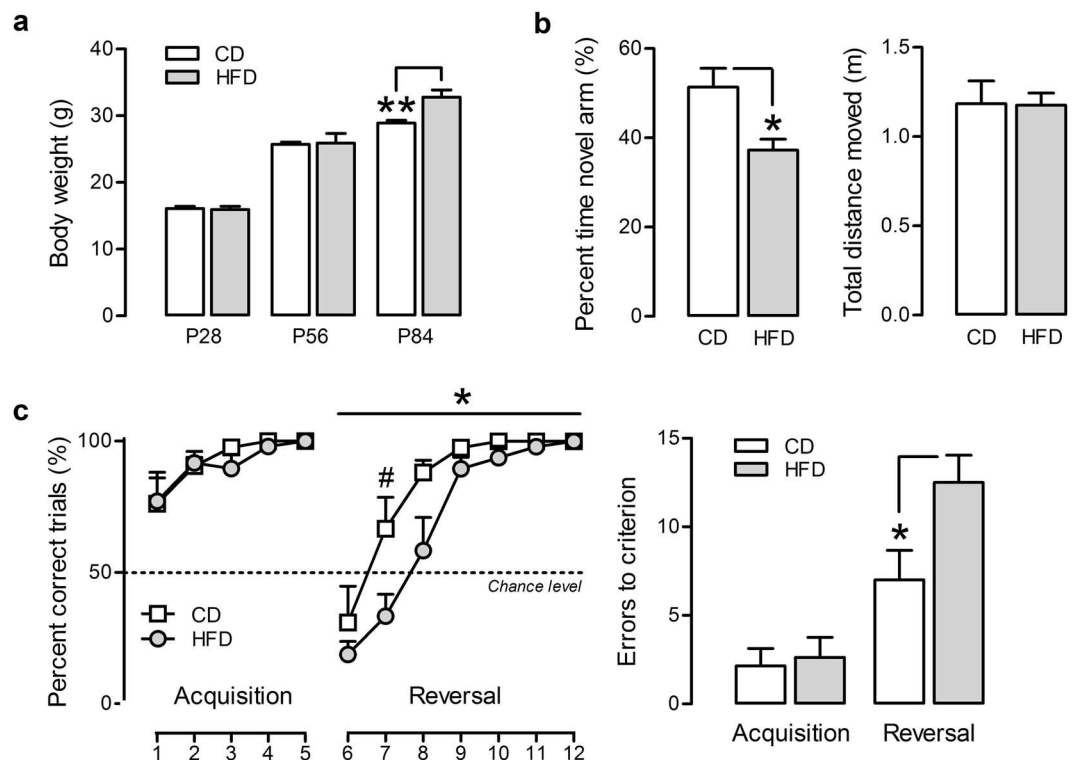 a
CD
HFD
Body weight (g)
40
30
20
10
0
**
P28 P56 P84
b
Percent time novel arm (%)
60
40
20
0
*
CD HFD
Total distance moved (m)
1.5
1.0
0.5
0.0
CD HFD
c
Percent correct trials (%)
100
50
0
*
#
Chance level
CD
HFD
Acquisition Reversal
1 2 3 4 5 6 7 8 9 10 11 12
Errors to criterion
15
10
5
0
CD
HFD
*
Acquisition Reversal